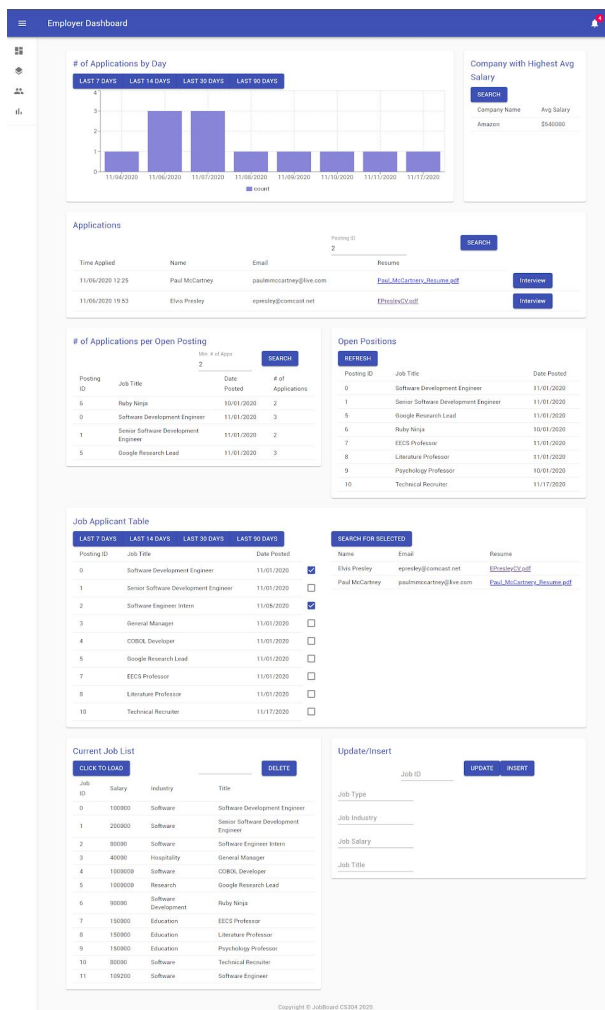 Employer Dashboard
4
# of Applications by Day
LAST 7 DAYS LAST 14 DAYS LAST 30 DAYS LAST 90 DAYS
4
3
2
1
0
11/04/2020 11/06/2020 11/07/2020 11/08/2020 11/09/2020 11/10/2020 11/11/2020 11/17/2020
count
Company with Highest Avg
Salary
SEARCH
Company Name Avg Salary
Amazon $540000
Applications
Posting ID
2
SEARCH
Time Applied Name Email Resume
11/06/2020 12:25 Paul McCartney paulmmccartney@live.com Paul_McCartnery_Resume.pdf Interview
11/06/2020 19:53 Elvis Presley epresley@comcast.net EPresleyCV.pdf Interview
# of Applications per Open Posting
Min. # of Apps
2
SEARCH
Posting
ID
Job Title
Date
Posted
# of
Applications
6 Ruby Ninja 10/01/2020 2
0 Software Development Engineer 11/01/2020 3
1 Senior Software Development
Engineer 11/01/2020 2
5 Google Research Lead 11/01/2020 3
Open Positions
REFRESH
Posting ID Job Title Date Posted
0 Software Development Engineer 11/01/2020
1 Senior Software Development Engineer 11/01/2020
5 Google Research Lead 11/01/2020
6 Ruby Ninja 10/01/2020
7 EECS Professor 11/01/2020
8 Literature Professor 11/01/2020
9 Psychology Professor 10/01/2020
10 Technical Recruiter 11/17/2020
Job Applicant Table
LAST 7 DAYS LAST 14 DAYS LAST 30 DAYS LAST 90 DAYS
Posting ID Job Title Date Posted
0 Software Development Engineer 11/01/2020
1 Senior Software Development Engineer 11/01/2020
2 Software Engineer Intern 11/05/2020
3 General Manager 11/01/2020
4 COBOL Developer 11/01/2020
5 Google Research Lead 11/01/2020
7 EECS Professor 11/01/2020
8 Literature Professor 11/01/2020
10 Technical Recruiter 11/17/2020
SEARCH FOR SELECTED
Name Email Resume
Elvis Presley epresley@comcast.net EPresleyCV.pdf
Paul McCartney paulmmccartney@live.com Paul_McCartnery_Resume.pdf
Current Job List
CLICK TO LOAD DELETE
Job
ID
Salary Industry Title
0 100000 Software Software Development Engineer
1 200000 Software Senior Software Development
Engineer
2 80000 Software Software Engineer Intern
3 40000 Hospitality General Manager
4 1000000 Software COBOL Developer
5 1000000 Research Google Research Lead
6 90000 Software
Development Ruby Ninja
7 150000 Education EECS Professor
8 150000 Education Literature Professor
9 150000 Education Psychology Professor
10 80000 Software Technical Recruiter
11 109200 Software Software Engineer
Update/Insert
Job ID
UPDATE INSERT
Job Type
Job Industry
Job Salary
Job Title
Copyright © JobBoard CS304 2020